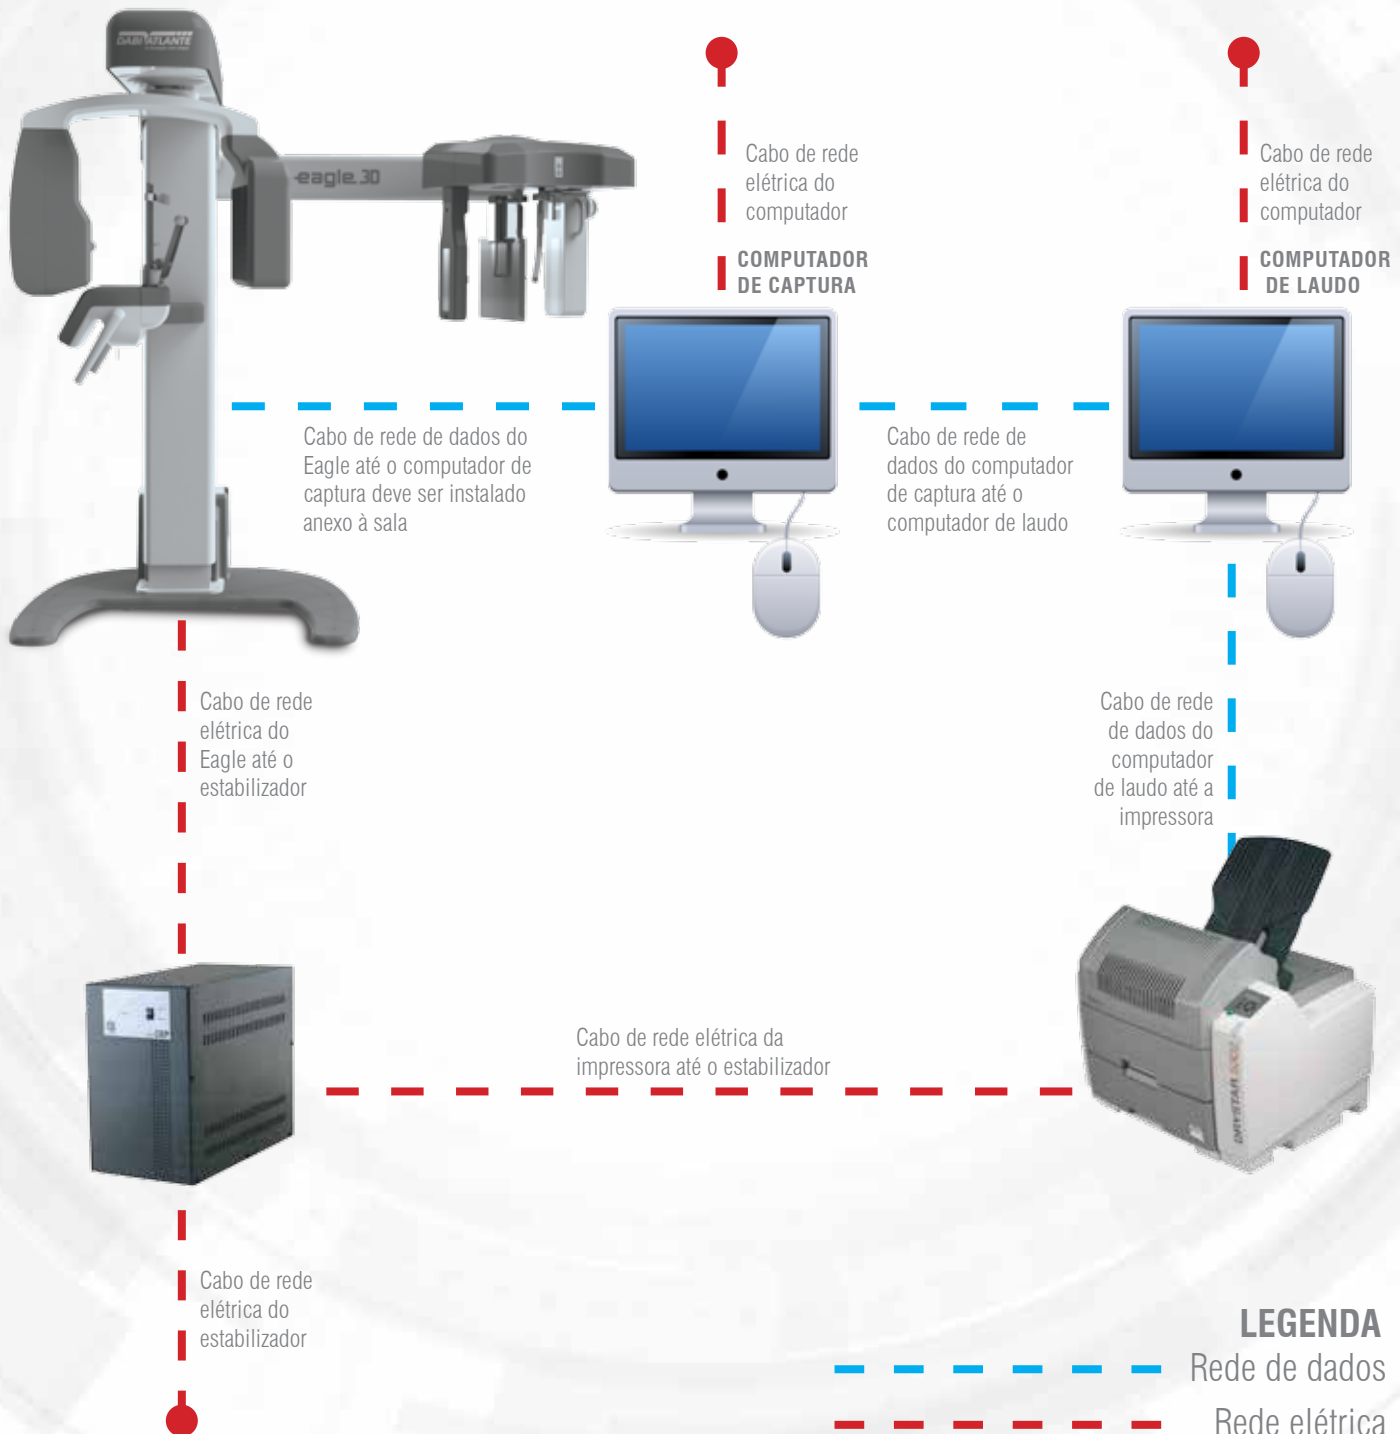 DABI ATLANTE
eagle 3D
Cabo de rede
elétrica do
computador
COMPUTADOR
DE CAPTURA
Cabo de rede
elétrica do
computador
COMPUTADOR
DE LAUDO
Cabo de rede de dados do
Eagle até o computador de
captura deve ser instalado
anexo à sala
Cabo de rede de
dados do computador
de captura até o
computador de laudo
Cabo de rede
elétrica do
Eagle até o
estabilizador
Cabo de rede
de dados do
computador
de laudo até a
impressora
Cabo de rede elétrica da
impressora até o estabilizador
DRYSTAR
Cabo de rede
elétrica do
estabilizador
LEGENDA
Rede de dados
Rede elétrica